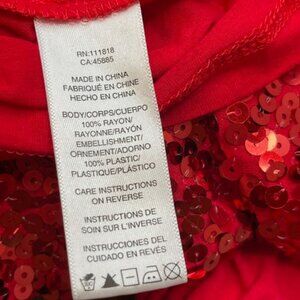 RN:111818
CA:45885
MADE IN CHINA
FABRIQUÉ EN CHINE
HECHO EN CHINA
BODY/CORPS/CUERPO
100% RAYON/
RAYONNE/RAYÓN
EMBELLISHMENT/
ORNEMENT/ADORNO
100% PLASTIC/
PLASTIQUE/PLÁSTICO
CARE INSTRUCTIONS
ON REVERSE
INSTRUCTIONS DE
SOIN SUR L'INVERSE
INSTRUCCIONES DEL
CUIDADO EN REVÉS